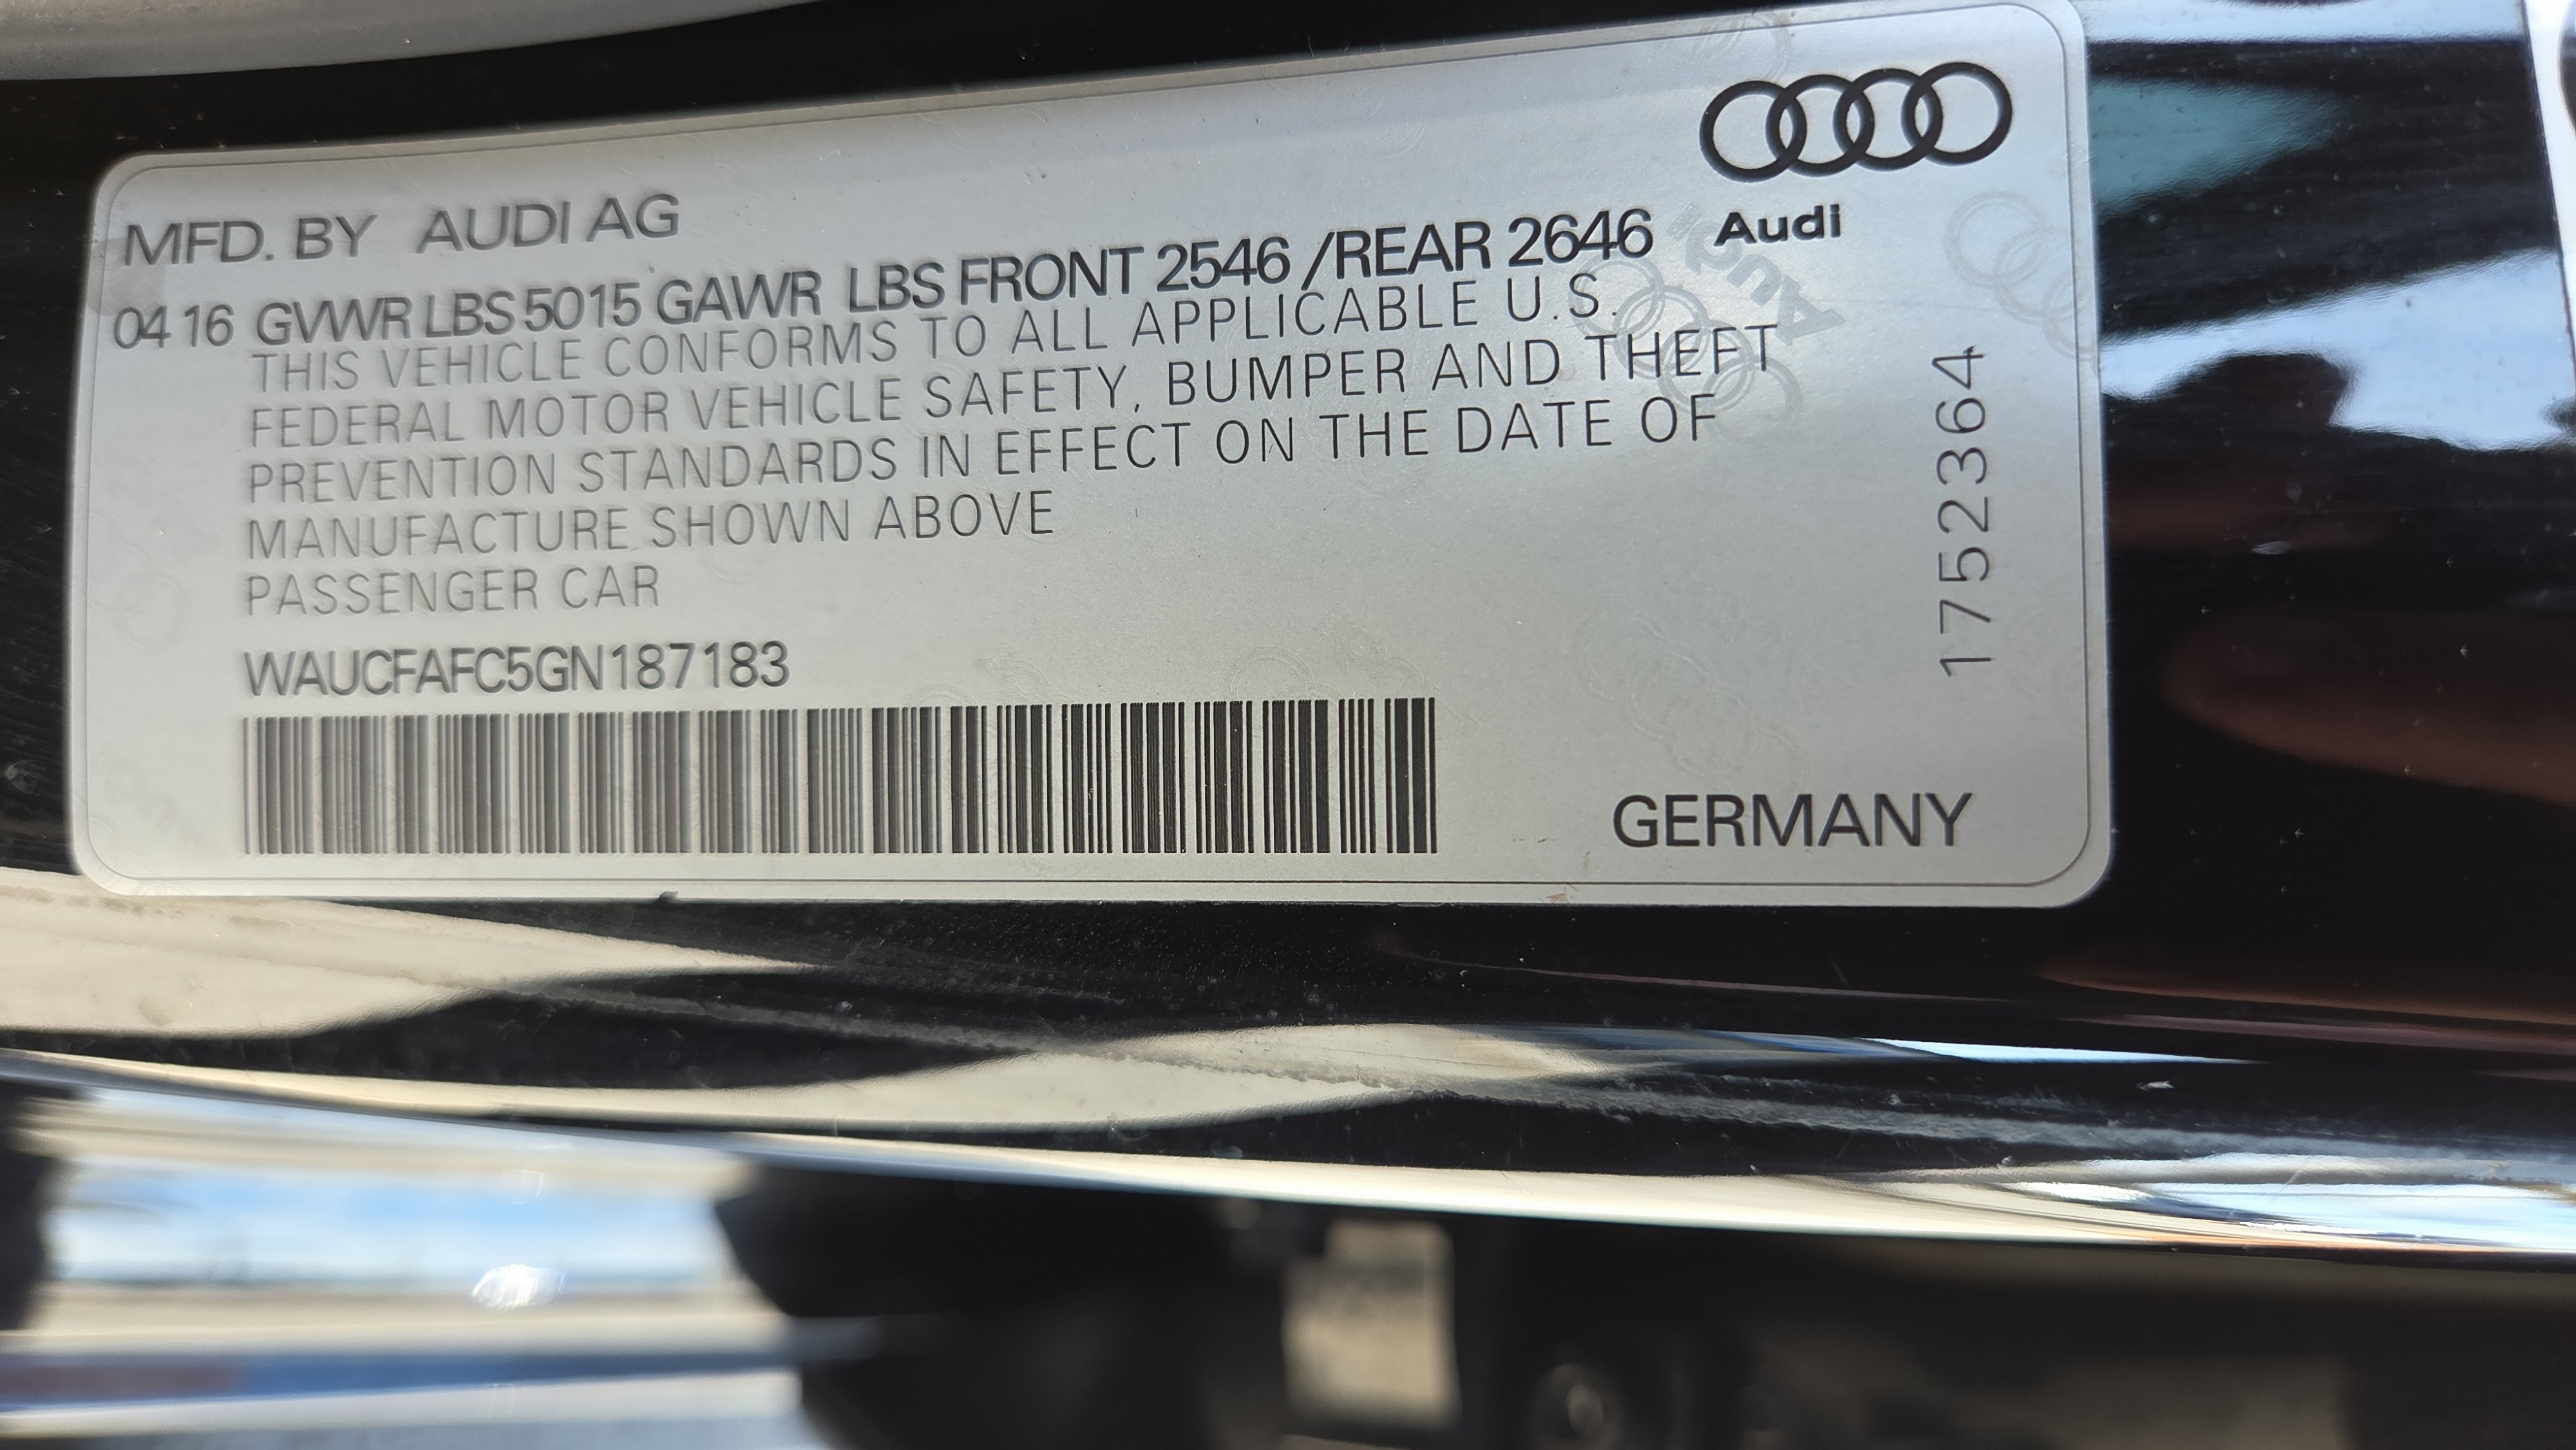 MFD. BY AUDI AG
04 16 GVWR LBS 5015 GAWR LBS FRONT 2546 /REAR 2646
THIS VEHICLE CONFORMS TO ALL APPLICABLE U.S.
FEDERAL MOTOR VEHICLE SAFETY, BUMPER AND THEFT
PREVENTION STANDARDS IN EFFECT ON THE DATE OF
MANUFACTURE SHOWN ABOVE
PASSENGER CAR
WAUCFAFC5GN187183
Audi
Audi
1752364
GERMANY